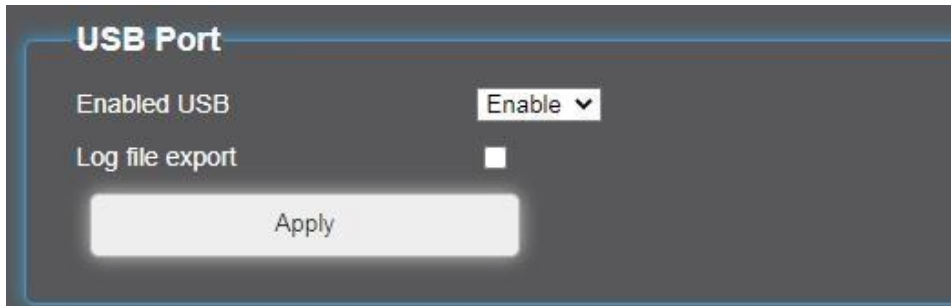 USB Port
Enabled USB Enable
Log file export
Apply